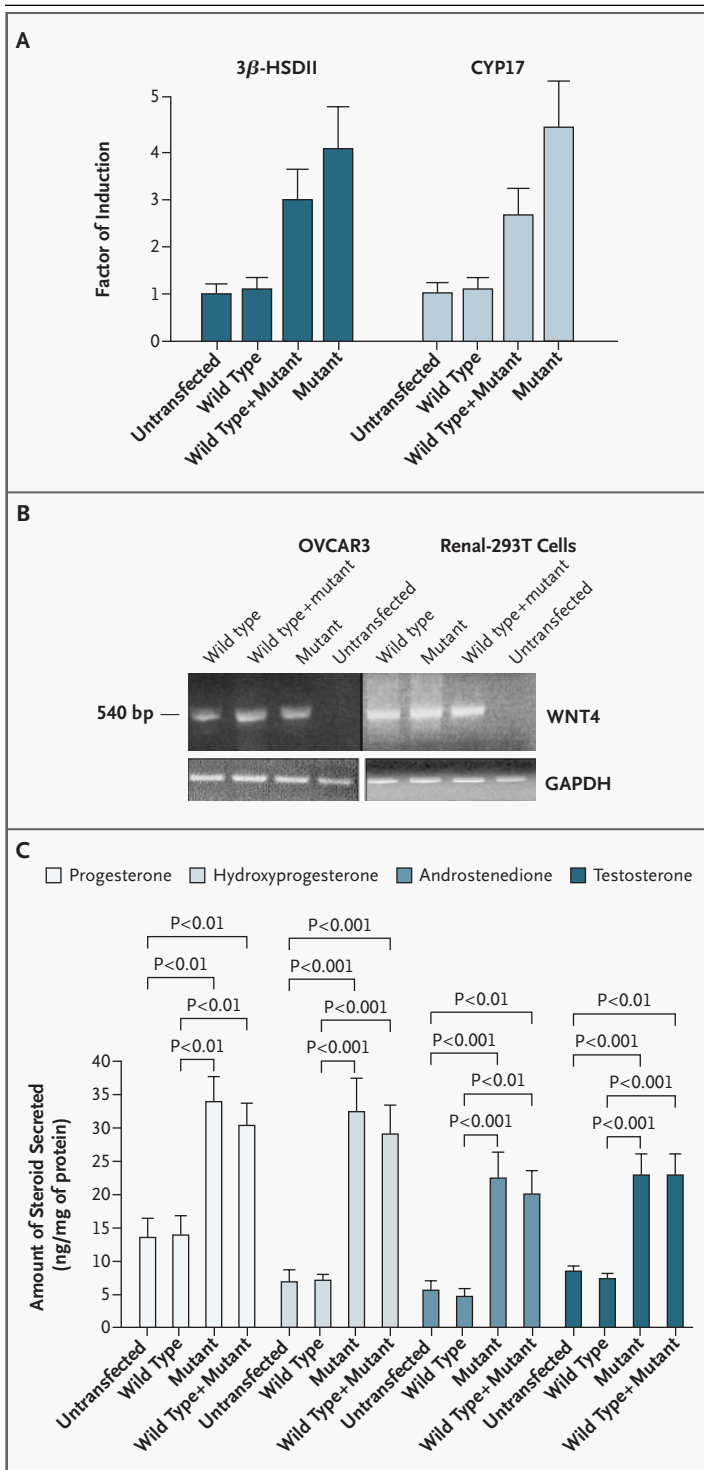 A
3β-HSDII
CYP17
Factor of Induction
5
4
3
2
1
0
Untransfected
Wild Type
Wild Type+Mutant
Mutant
Untransfected
Wild Type
Wild Type+Mutant
Mutant
B
OVCAR3
Renal-293T Cells
Wild type
Wild type+mutant
Mutant
Untransfected
Wild type
Mutant
Wild type+mutant
Untransfected
540 bp
WNT4
GAPDH
C
Progesterone
Hydroxyprogesterone
Androstenedione
Testosterone
P<0.01
P<0.01
P<0.01
P<0.01
P<0.001
P<0.001
P<0.001
P<0.001
P<0.01
P<0.001
P<0.01
P<0.001
P<0.01
P<0.001
P<0.001
P<0.001
Amount of Steroid Secreted
(ng/mg of protein)
40
35
30
25
20
15
10
5
0
Untransfected
Wild Type
Mutant
Wild Type+Mutant
Untransfected
Wild Type
Mutant
Wild Type+Mutant
Untransfected
Wild Type
Mutant
Wild Type+Mutant
Untransfected
Wild Type
Mutant
Wild Type+Mutant